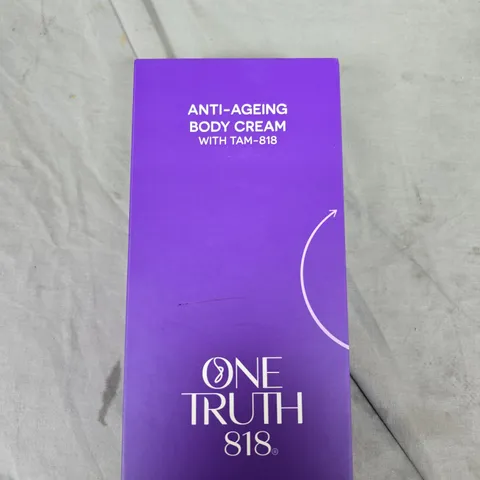 ANTI-AGEING
BODY CREAM
WITH TAM-818
ONE
TRUTH
818®